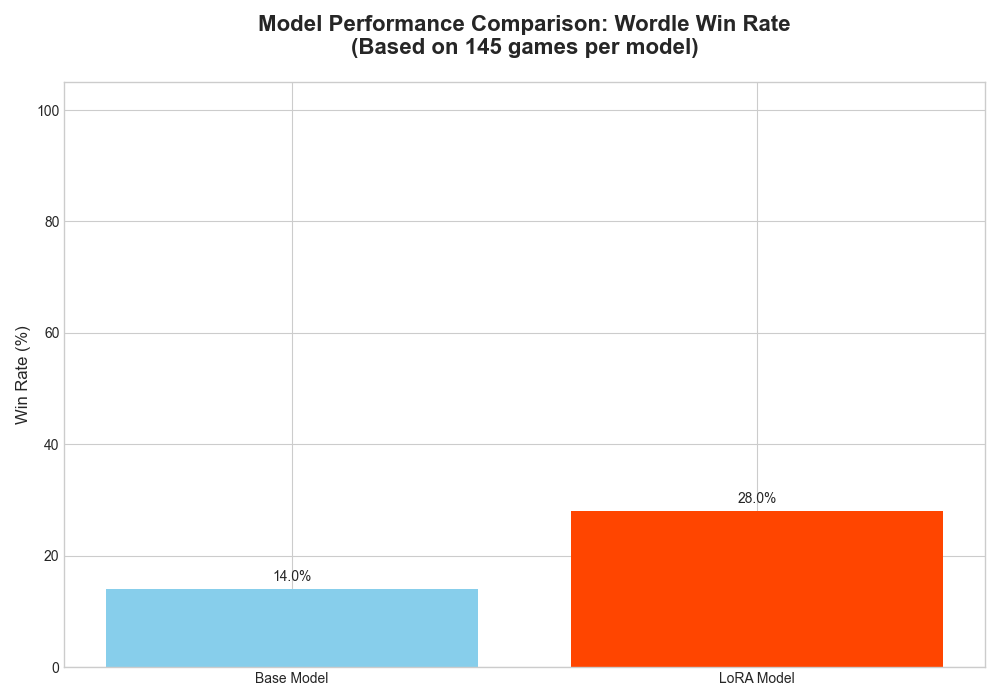 Model Performance Comparison: Wordle Win Rate
(Based on 145 games per model)
100
80
60
40
20
0
Win Rate (%)
14.0%
28.0%
Base Model
LoRA Model